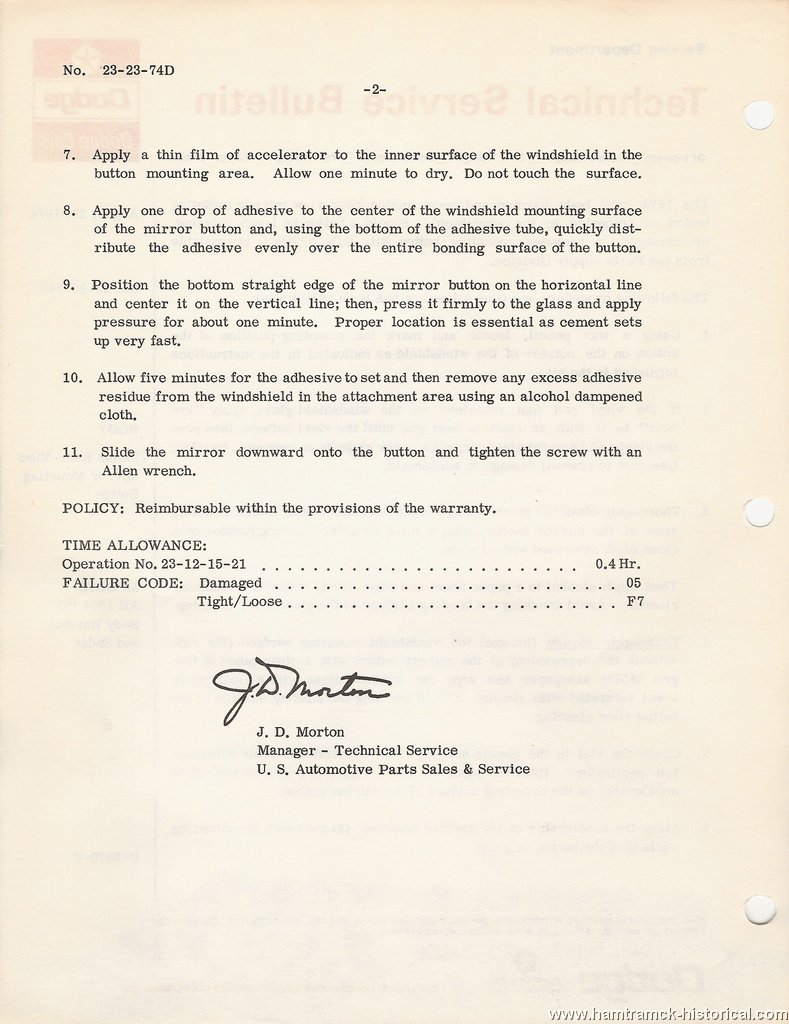 No. 23-23-74D
-2-
7. Apply a thin film of accelerator to the inner surface of the windshield in the
button mounting area. Allow one minute to dry. Do not touch the surface.
8. Apply one drop of adhesive to the center of the windshield mounting surface
of the mirror button and, using the bottom of the adhesive tube, quickly dist-
ribute the adhesive evenly over the entire bonding surface of the button.
9. Position the bottom straight edge of the mirror button on the horizontal line
and center it on the vertical line; then, press it firmly to the glass and apply
pressure for about one minute. Proper location is essential as cement sets
up very fast.
10. Allow five minutes for the adhesive to set and then remove any excess adhesive
residue from the windshield in the attachment area using an alcohol dampened
cloth.
11. Slide the mirror downward onto the button and tighten the screw with an
Allen wrench.
POLICY: Reimbursable within the provisions of the warranty.
TIME ALLOWANCE:
Operation No. 23-12-15-21 . . . . . . . . . . . . . . . . . . . . . . . . . . . 0.4 Hr.
FAILURE CODE: Damaged . . . . . . . . . . . . . . . . . . . . . . . . . . . . . 05
Tight/Loose . . . . . . . . . . . . . . . . . . . . . . . . . . . . F7
J. D. Morton
J. D. Morton
Manager - Technical Service
U. S. Automotive Parts Sales & Service
www.hamtramck-historical.com